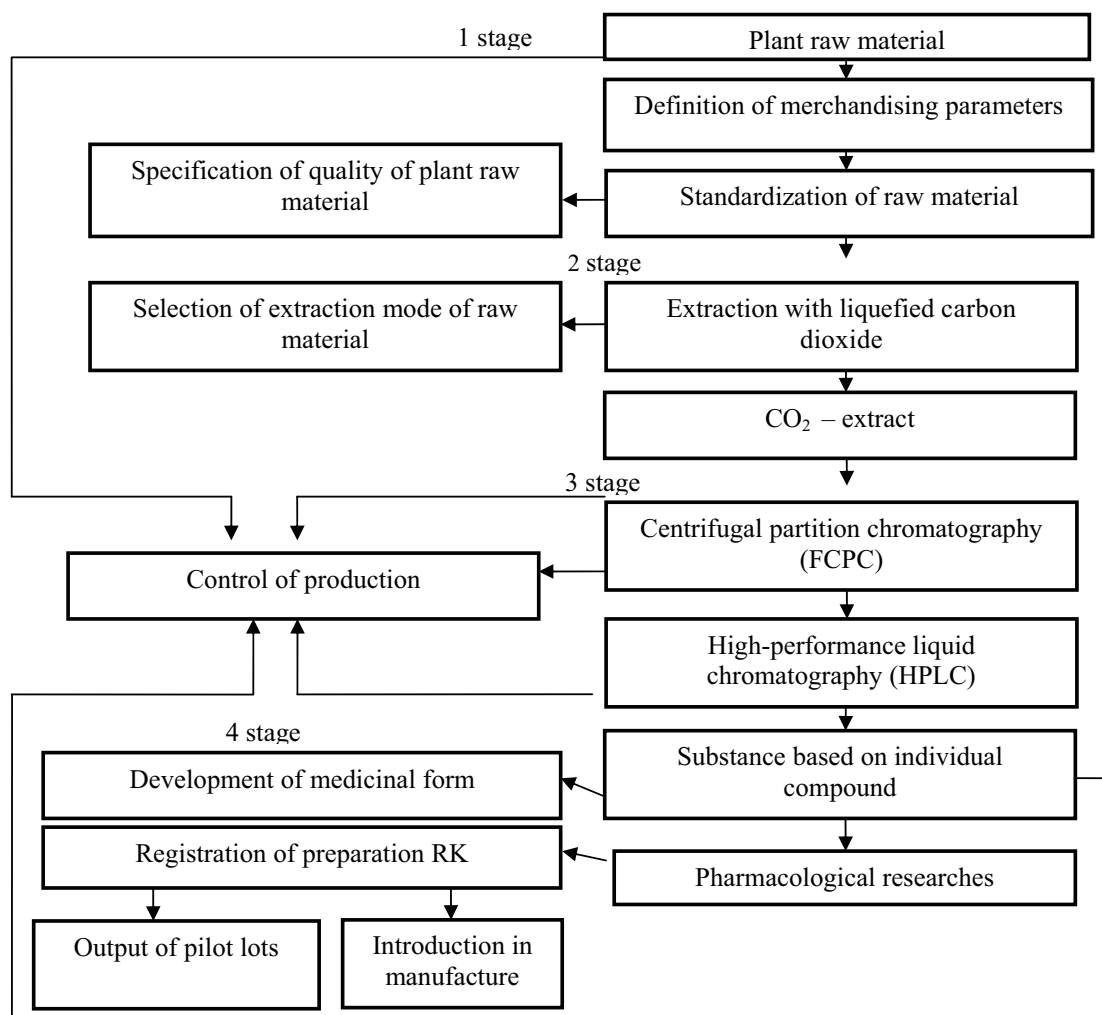 1 stage
Plant raw material
Definition of merchandising parameters
Specification of quality of plant raw
material
Standardization of raw material
2 stage
Selection of extraction mode of raw
material
Extraction with liquefied carbon
dioxide
CO₂ – extract
3 stage
Centrifugal partition chromatography
(FCPC)
Control of production
High-performance liquid
chromatography (HPLC)
4 stage
Substance based on individual
compound
Development of medicinal form
Registration of preparation RK
Pharmacological researches
Output of pilot lots
Introduction in
manufacture